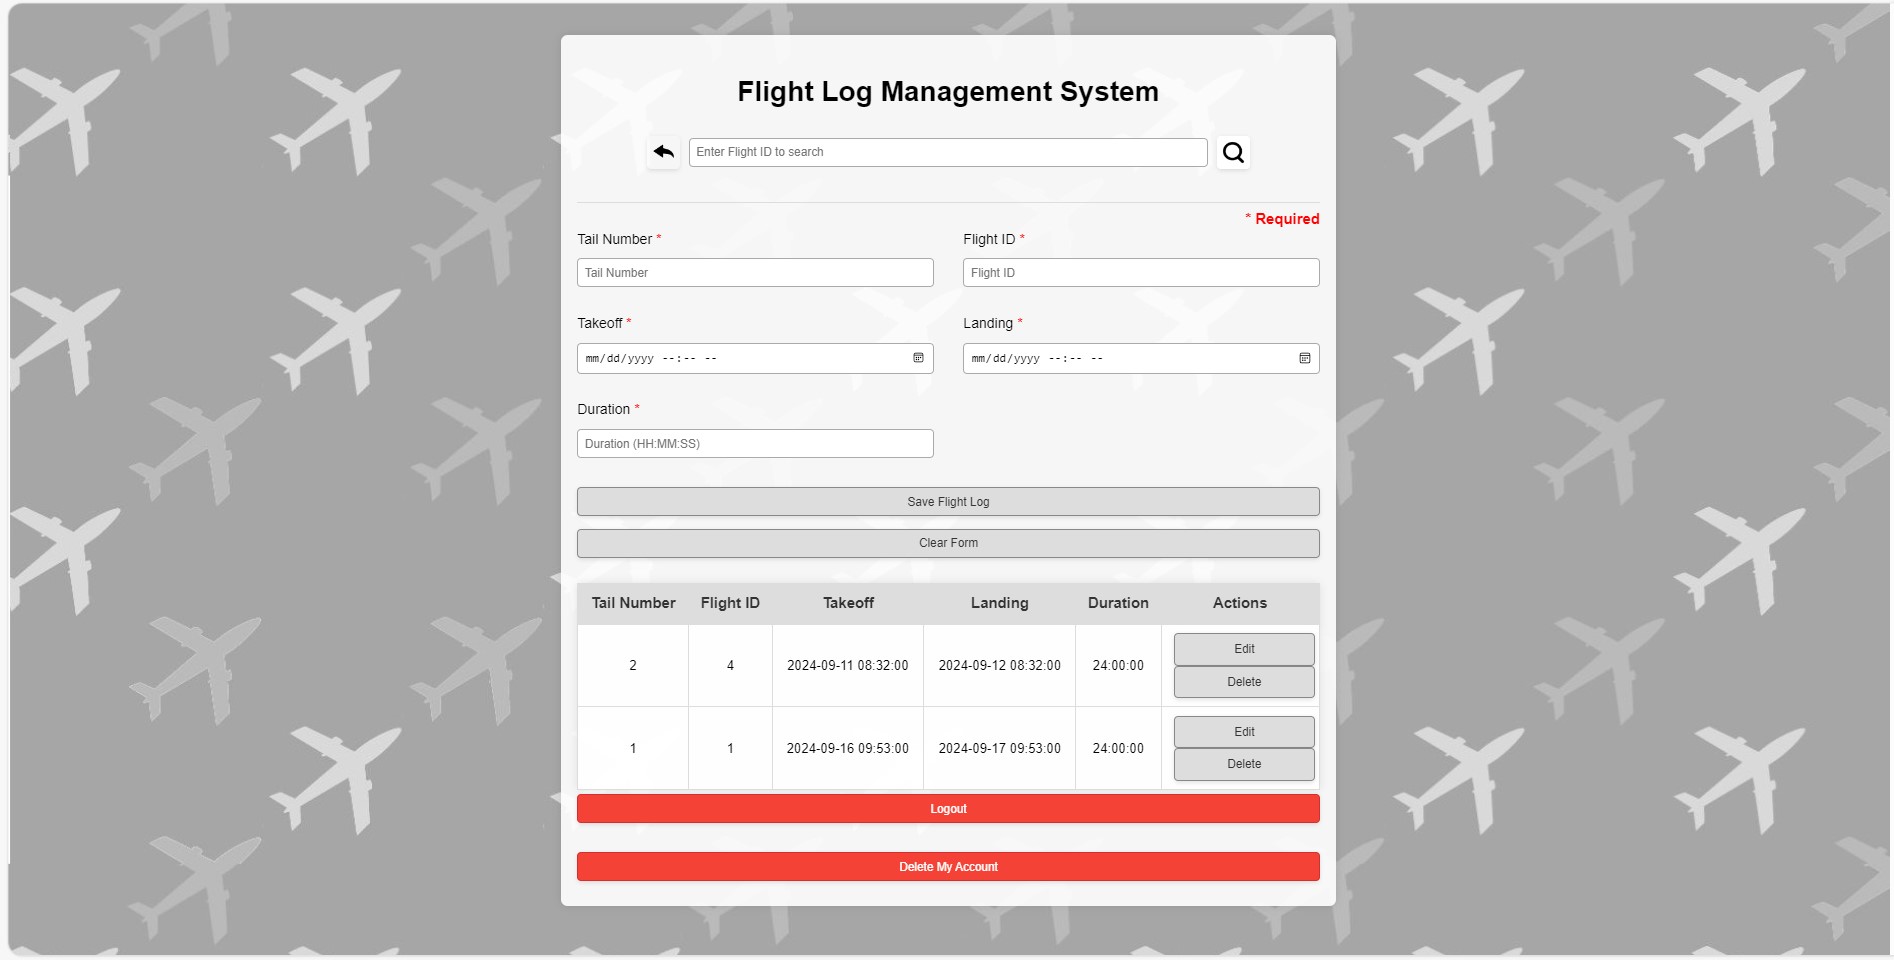 Flight Log Management System
Enter Flight ID to search
* Required
Tail Number * Flight ID *
Tail Number Flight ID
Takeoff * Landing *
mm/dd/yyyy --:-- -- mm/dd/yyyy --:-- --
Duration *
Duration (HH:MM:SS)
Save Flight Log
Clear Form
Tail Number Flight ID Takeoff Landing Duration Actions
2 4 2024-09-11 08:32:00 2024-09-12 08:32:00 24:00:00 Edit
Delete
1 1 2024-09-16 09:53:00 2024-09-17 09:53:00 24:00:00 Edit
Delete
Logout
Delete My Account